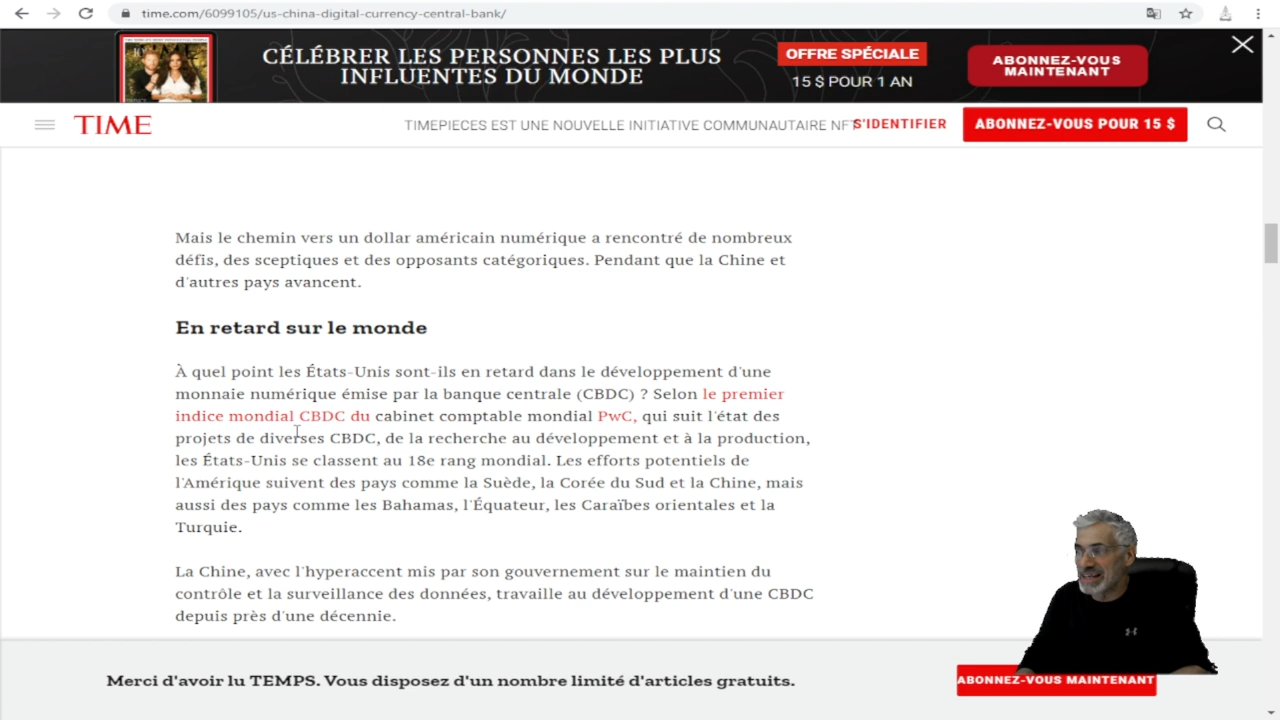 time.com/6099105/us-china-digital-currency-central-bank/
CÉLÉBRER LES PERSONNES LES PLUS
INFLUENTES DU MONDE
OFFRE SPÉCIALE
15 $ POUR 1 AN
ABONNEZ-VOUS
MAINTENANT
TIME
TIMEPIECES EST UNE NOUVELLE INITIATIVE COMMUNAUTAIRE NFT
S'IDENTIFIER
ABONNEZ-VOUS POUR 15 $
Mais le chemin vers un dollar américain numérique a rencontré de nombreux
défis, des sceptiques et des opposants catégoriques. Pendant que la Chine et
d'autres pays avancent.
En retard sur le monde
À quel point les États-Unis sont-ils en retard dans le développement d'une
monnaie numérique émise par la banque centrale (CBDC) ? Selon le premier
indice mondial CBDC du cabinet comptable mondial PwC, qui suit l'état des
projets de diverses CBDC, de la recherche au développement et à la production,
les États-Unis se classent au 18e rang mondial. Les efforts potentiels de
l'Amérique suivent des pays comme la Suède, la Corée du Sud et la Chine, mais
aussi des pays comme les Bahamas, l'Équateur, les Caraïbes orientales et la
Turquie.
La Chine, avec l'hyperaccent mis par son gouvernement sur le maintien du
contrôle et la surveillance des données, travaille au développement d'une CBDC
depuis près d'une décennie.
Merci d'avoir lu TEMPS. Vous disposez d'un nombre limité d'articles gratuits.
ABONNEZ-VOUS MAINTENANT